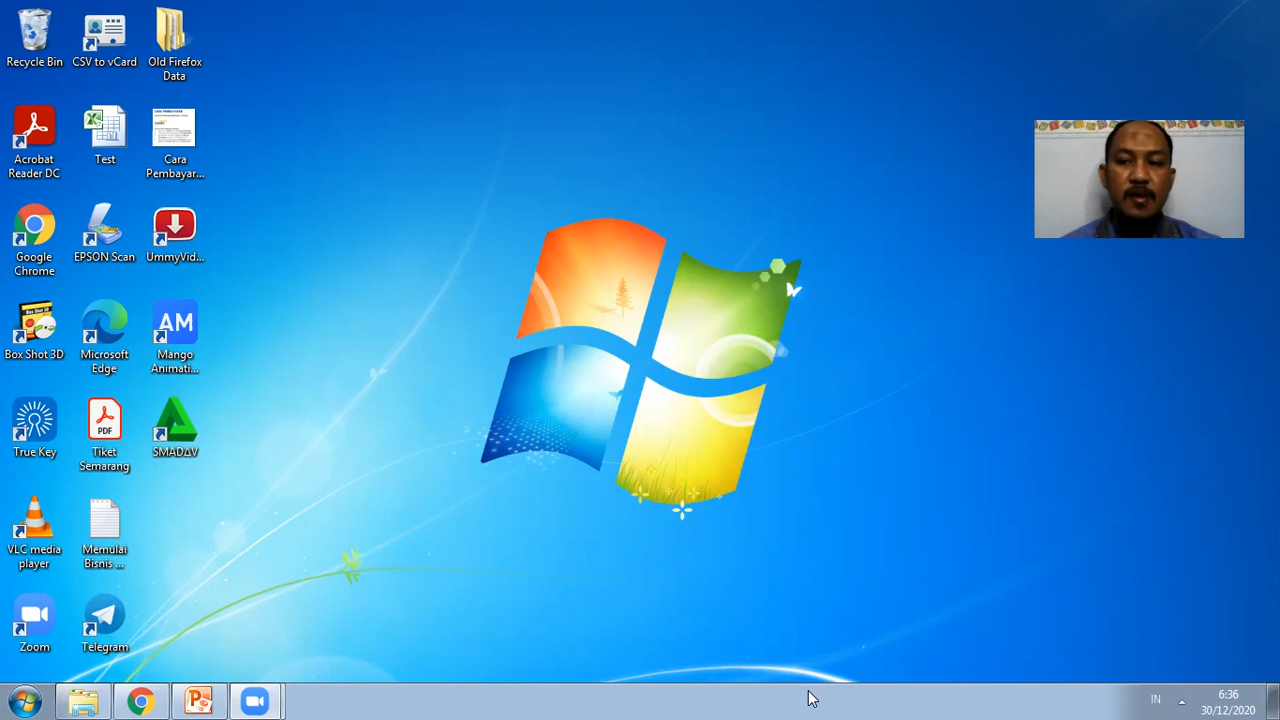 Recycle Bin
CSV to vCard
Old Firefox
Data
Acrobat
Reader DC
Test
Cara
Pembayar...
Google
Chrome
EPSON Scan
UmmyVid...
Box Shot 3D
Microsoft
Edge
AM
Mango
Animati...
True Key
PDF
Tiket
Semarang
SMADΔV
VLC media
player
Memulai
Bisnis ...
Zoom
Telegram
IN
6:36
30/12/2020